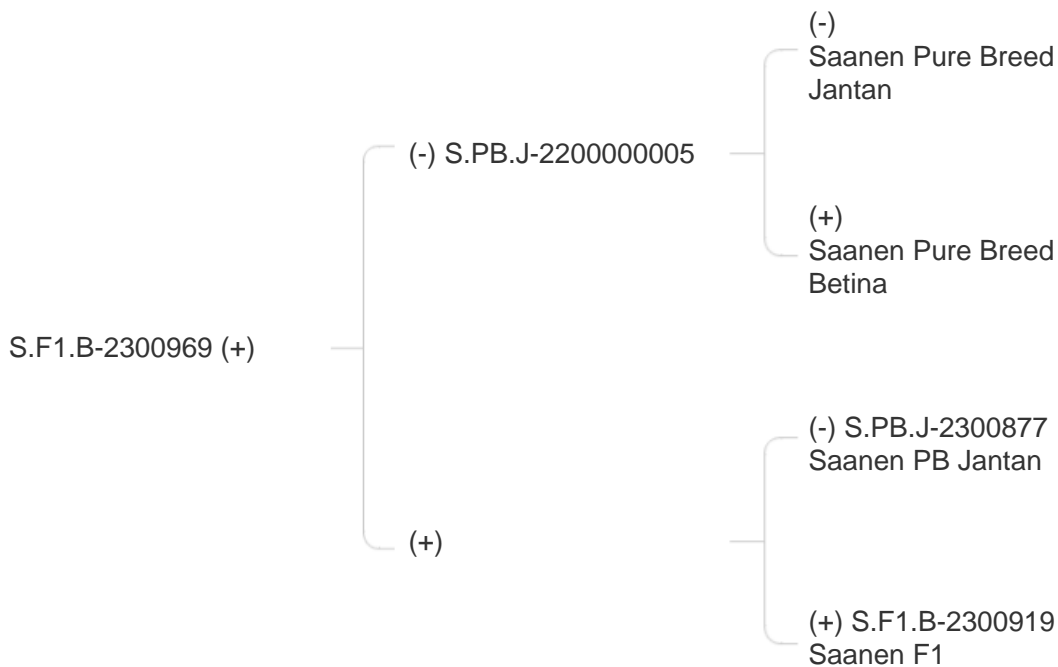 (-)
Saanen Pure Breed
Jantan
(-) S.PB.J-2200000005
(+)
Saanen Pure Breed
Betina
S.F1.B-2300969 (+)
(-) S.PB.J-2300877
Saanen PB Jantan
(+)
(+) S.F1.B-2300919
Saanen F1